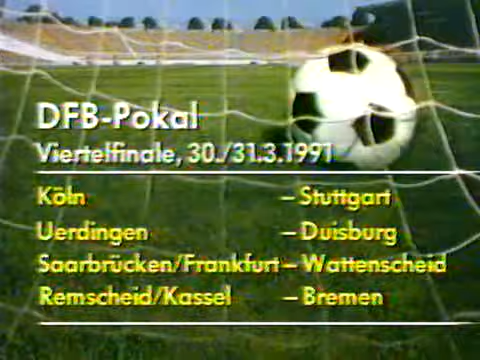 DFB-Pokal
Viertelfinale, 30./31.3.1991
Köln – Stuttgart
Uerdingen – Duisburg
Saarbrücken/Frankfurt – Wattenscheid
Remscheid/Kassel – Bremen